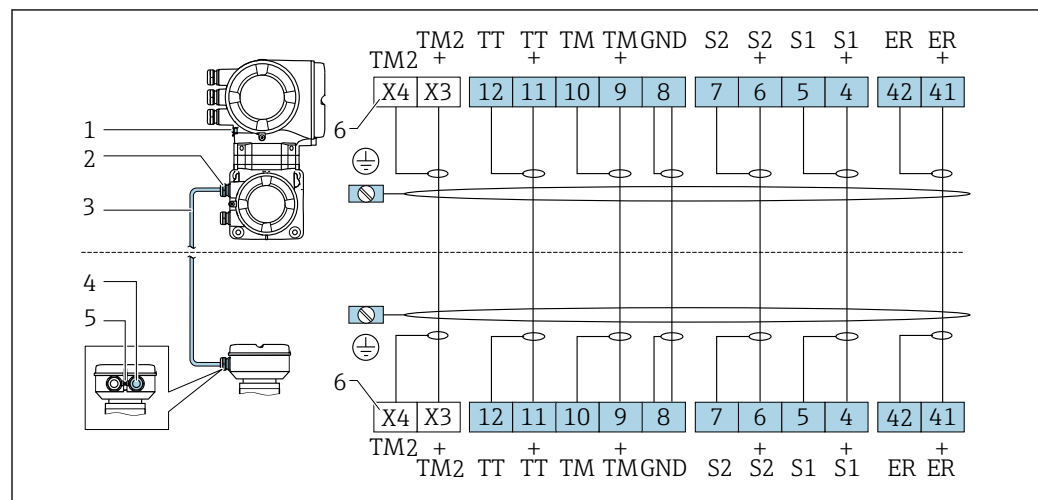 TM2 TT TT TM TM GND S2 S2 S1 S1 ER ER
TM2 + + + + + +
X4 X3 12 11 10 9 8 7 6 5 4 42 41
1
6
2
3
4
5
6
X4 X3 12 11 10 9 8 7 6 5 4 42 41
TM2 + + + + + +
TM2 TT TT TM TM GND S2 S2 S1 S1 ER ER